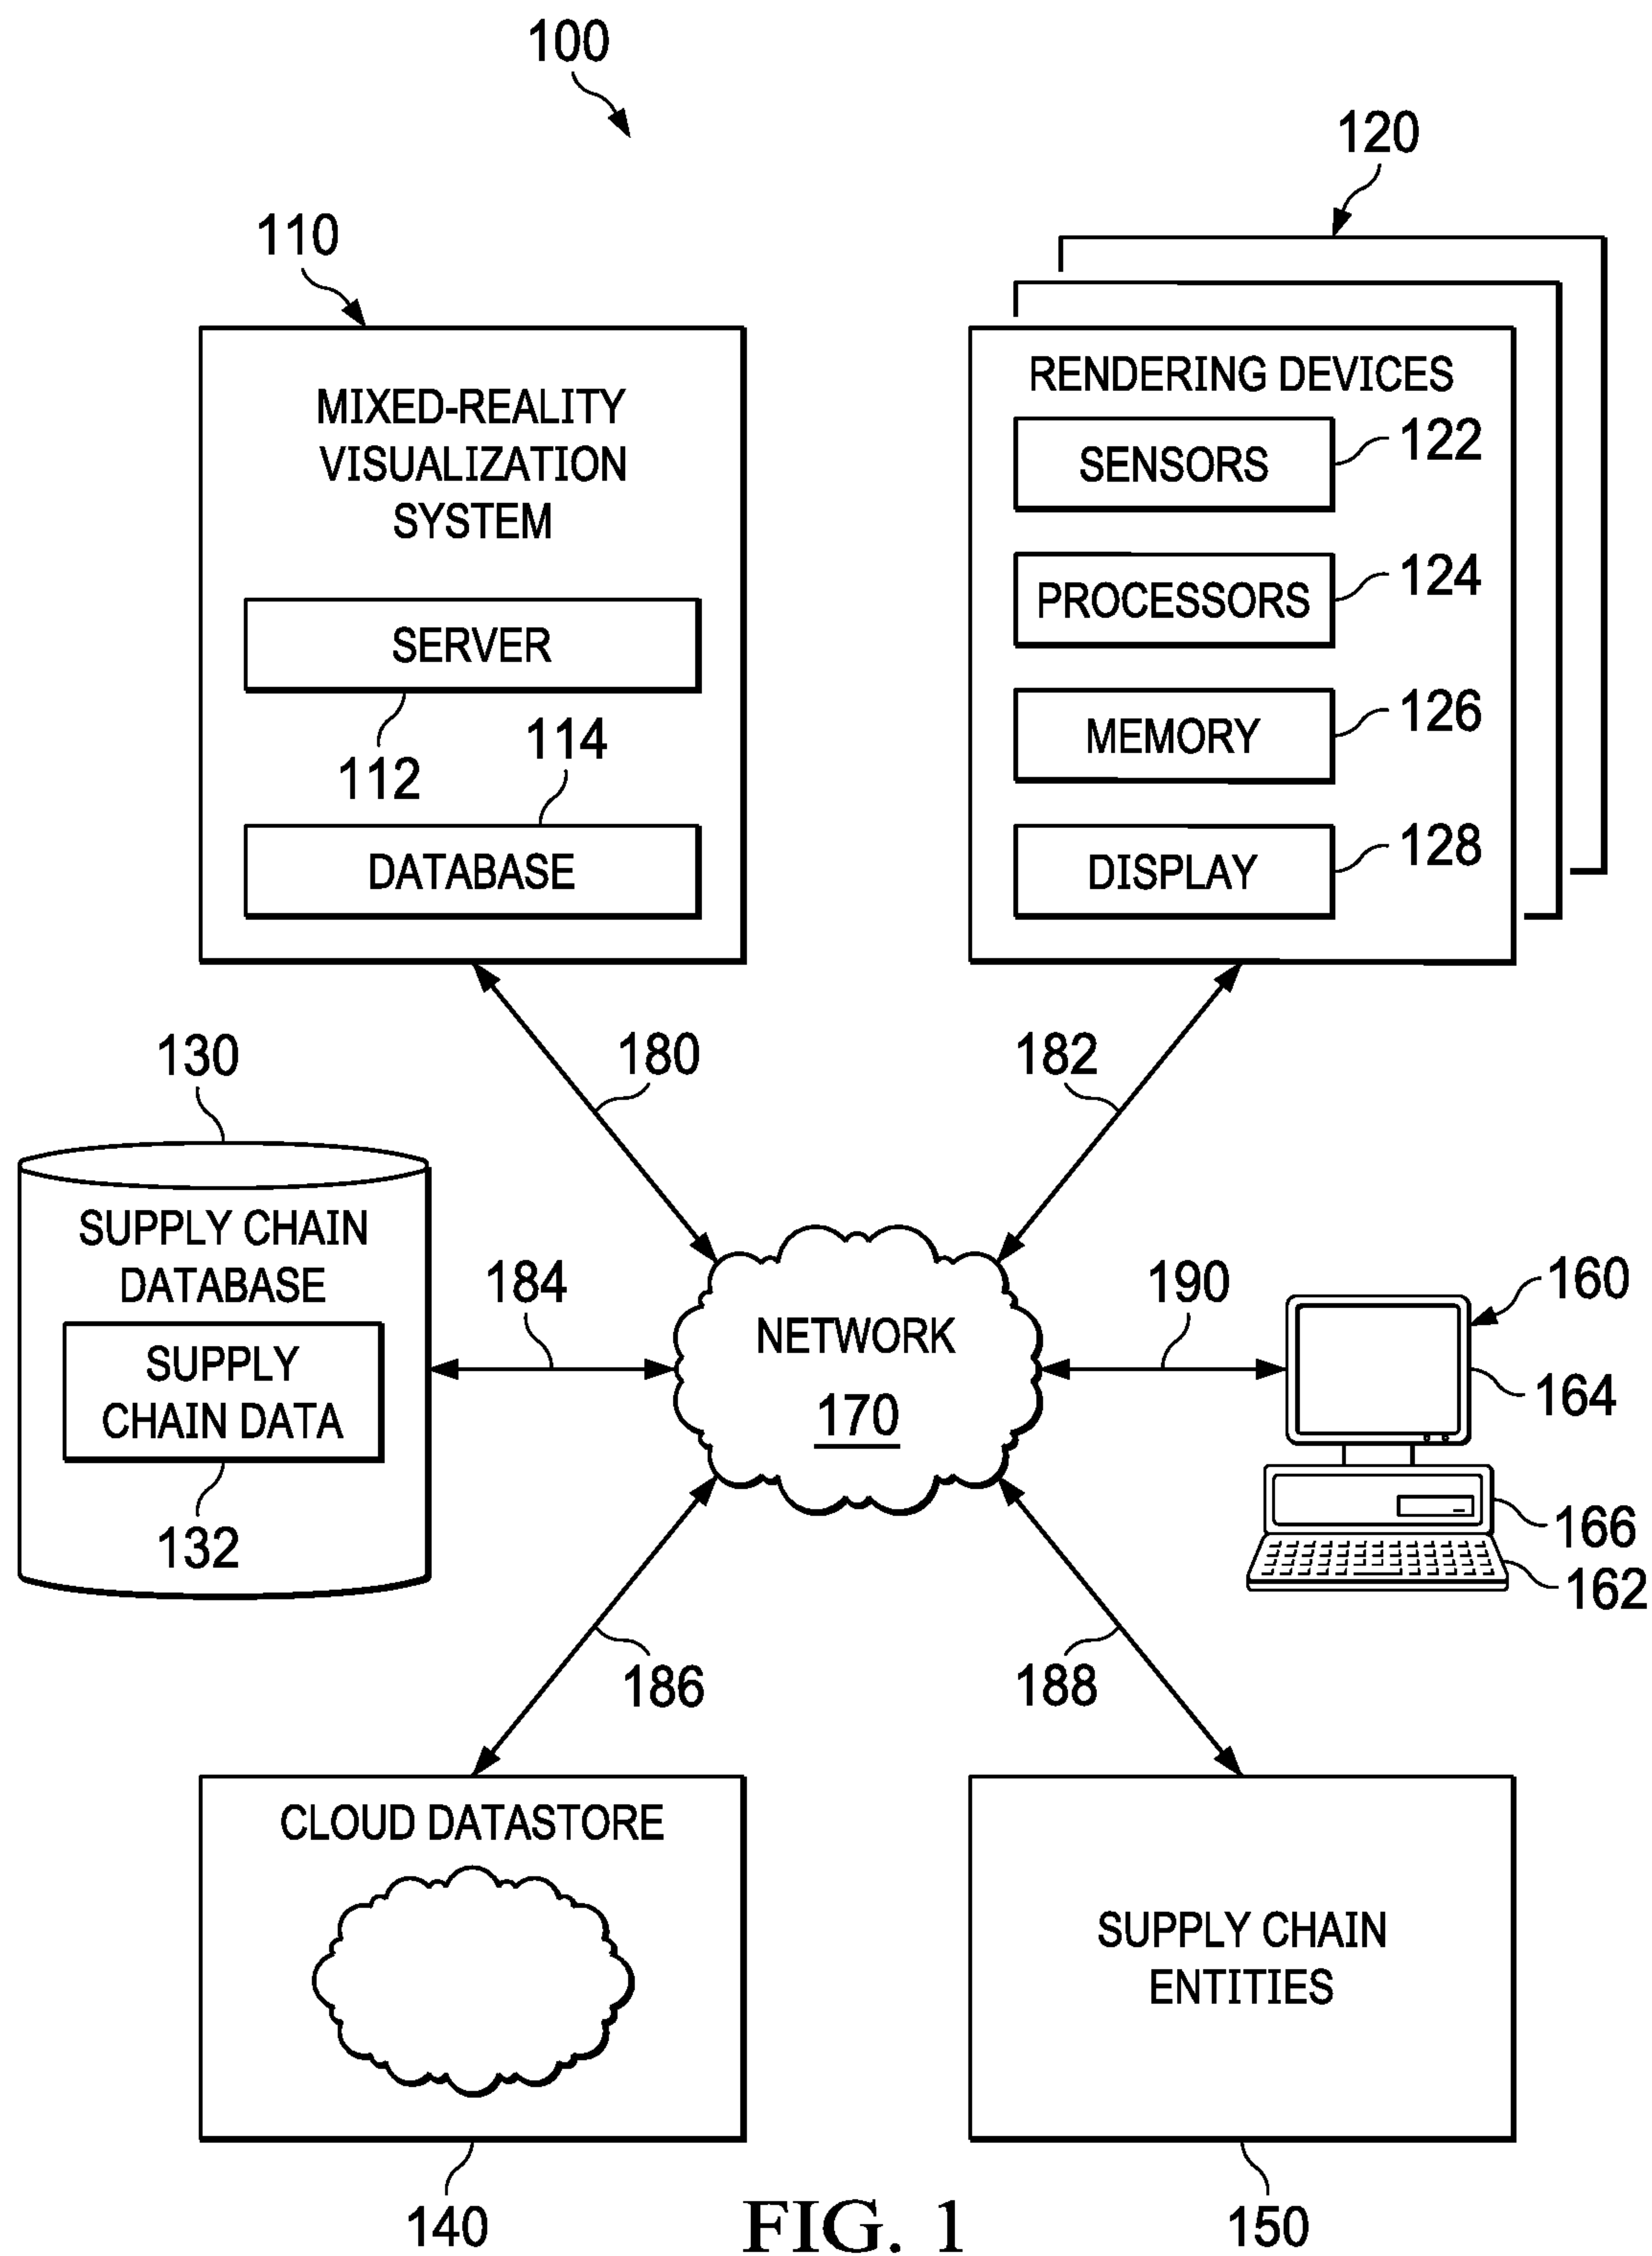 100
120
110
MIXED-REALITY
VISUALIZATION
SYSTEM
SERVER
112
114
DATABASE
RENDERING DEVICES
SENSORS
122
PROCESSORS
124
MEMORY
126
DISPLAY
128
180
182
130
SUPPLY CHAIN
DATABASE
SUPPLY
CHAIN DATA
132
184
NETWORK
170
190
160
164
166
162
186
188
CLOUD DATASTORE
140
SUPPLY CHAIN
ENTITIES
150
FIG. 1